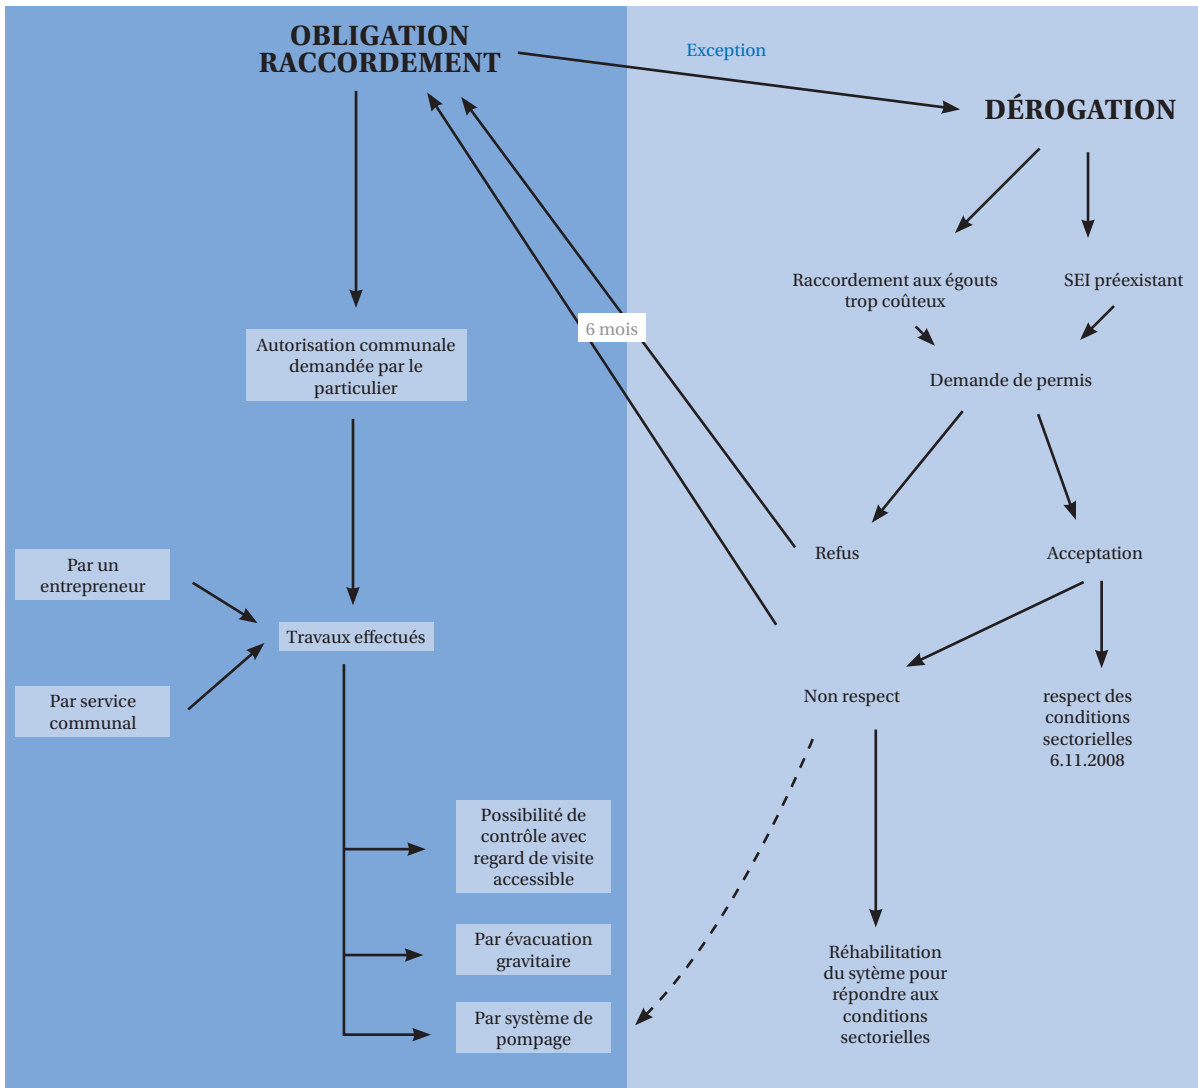 OBLIGATION
RACCORDEMENT
Exception
DÉROGATION
Raccordement aux égouts
trop coûteux
SEI préexistant
6 mois
Autorisation communale
demandée par le
particulier
Demande de permis
Refus
Acceptation
Par un
entrepreneur
Travaux effectués
Par service
communal
Non respect
respect des
conditions
sectorielles
6.11.2008
Possibilité de
contrôle avec
regard de visite
accessible
Par évacuation
gravitaire
Réhabilitation
du sytème pour
répondre aux
conditions
sectorielles
Par système de
pompage